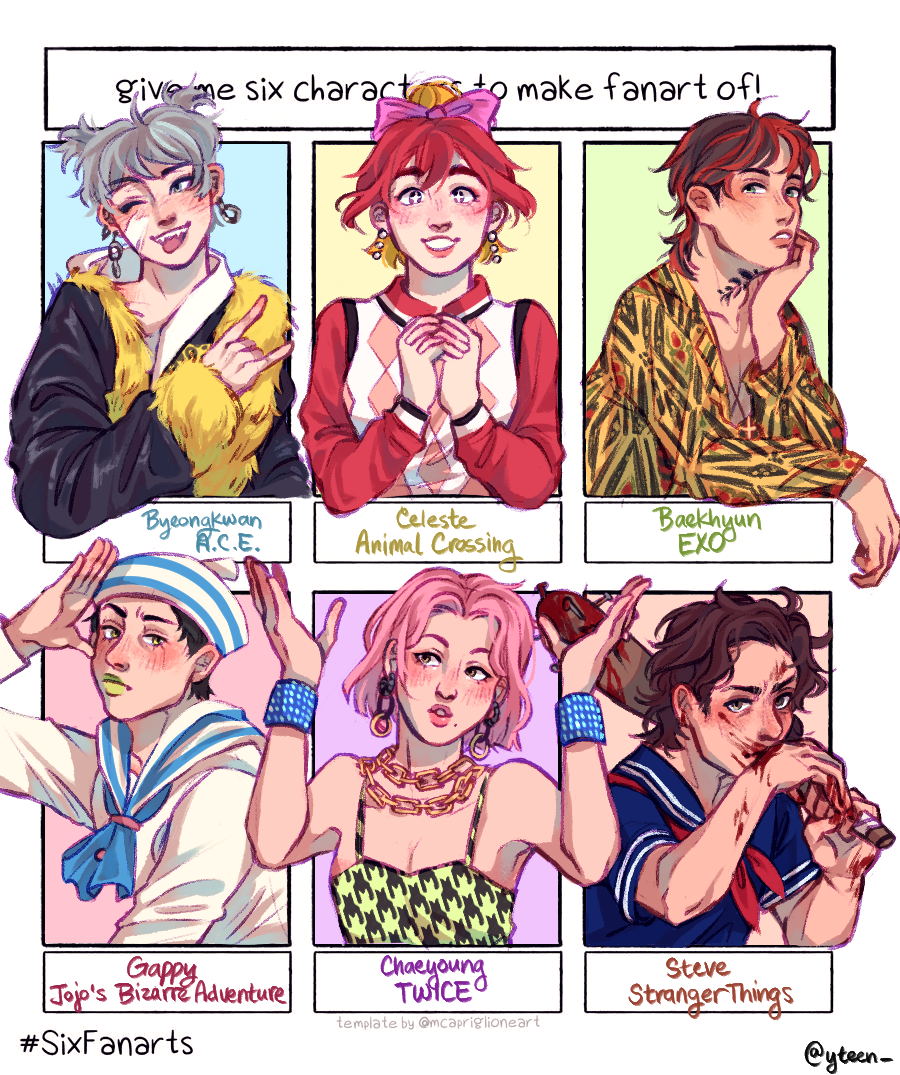 give me six characters to make fanart of!
Byeongkwan
A.C.E.
Celeste
Animal Crossing
Baekhyun
EXO
Gappy
Jojo's Bizarre Adventure
Chaeyoung
TWICE
Steve
Stranger Things
template by @mcapriglioneart
#SixFanarts
@yteen_